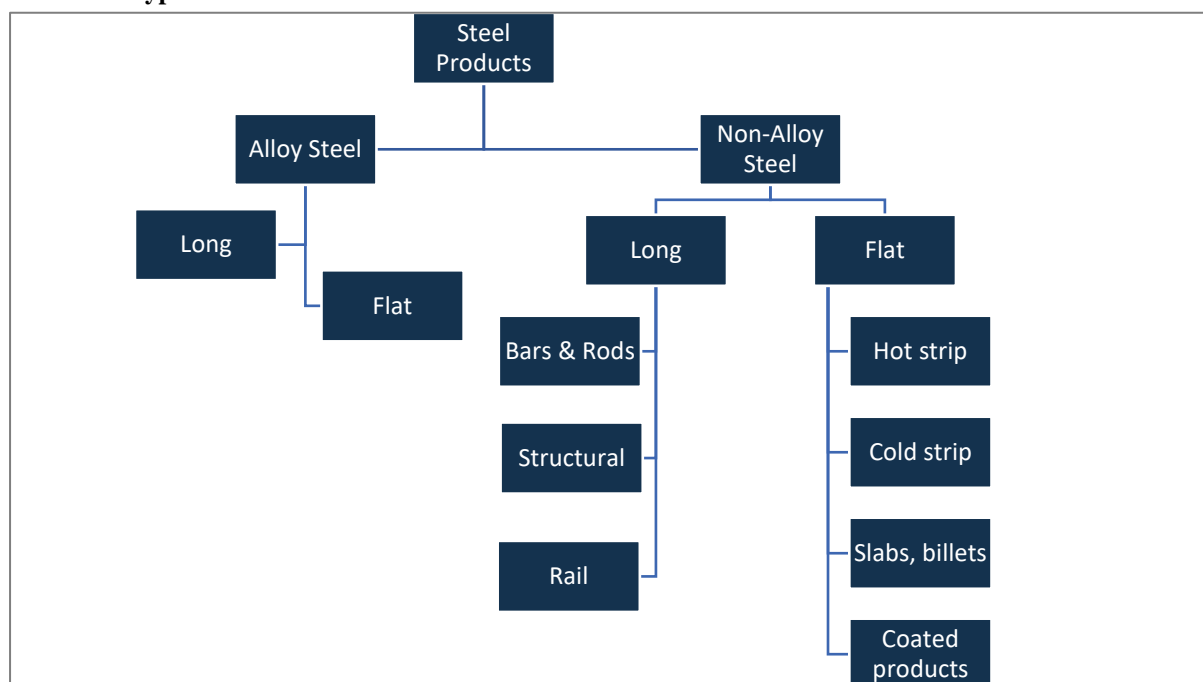 Steel
Products
Alloy Steel
Non-Alloy
Steel
Long
Flat
Long
Flat
Bars & Rods
Structural
Rail
Hot strip
Cold strip
Slabs, billets
Coated
products